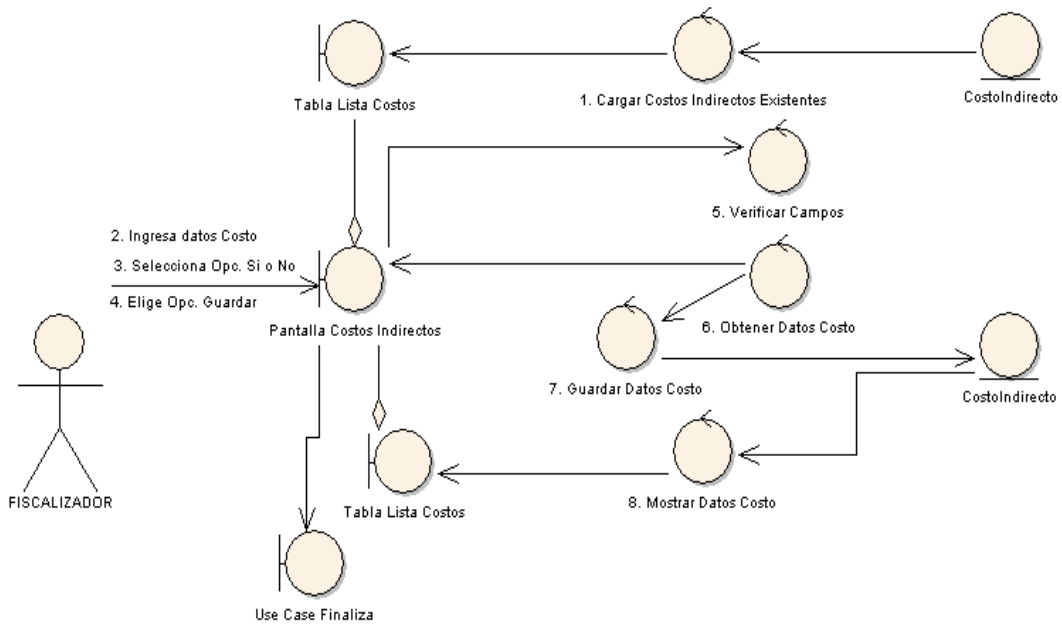 Tabla Lista Costos
1. Cargar Costos Indirectos Existentes
CostoIndirecto
5. Verificar Campos
2. Ingresa datos Costo
3. Selecciona Opc. Si o No
4. Elige Opc. Guardar
Pantalla Costos Indirectos
6. Obtener Datos Costo
7. Guardar Datos Costo
CostoIndirecto
FISCALIZADOR
Tabla Lista Costos
8. Mostrar Datos Costo
Use Case Finaliza